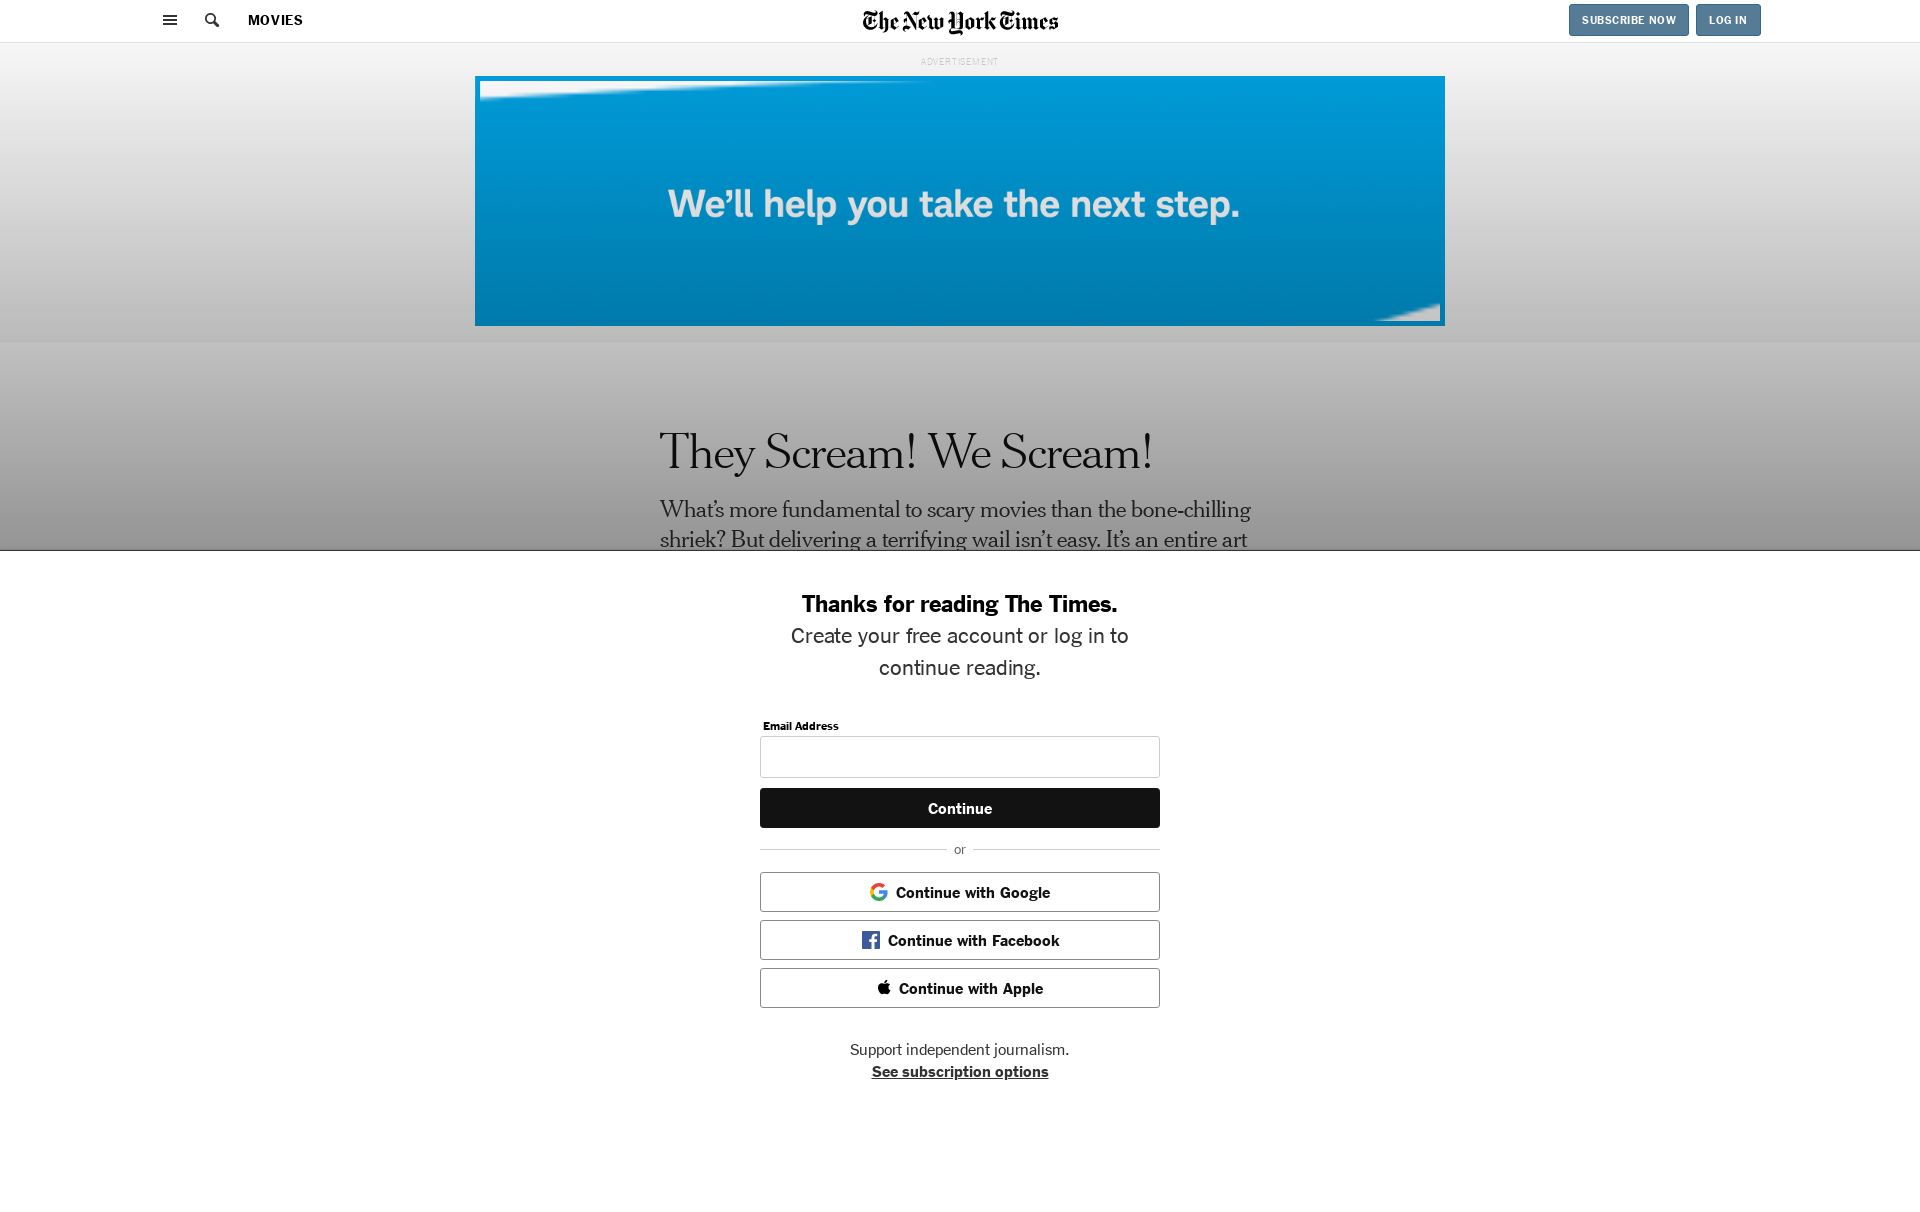 MOVIES
The New York Times
SUBSCRIBE NOW
LOG IN
ADVERTISEMENT
We'll help you take the next step.
They Scream! We Scream!
What's more fundamental to scary movies than the bone-chilling
shriek? But delivering a terrifying wail isn't easy. It's an entire art
Thanks for reading The Times.
Create your free account or log in to
continue reading.
Email Address
Continue
or
Continue with Google
Continue with Facebook
Continue with Apple
Support independent journalism.
See subscription options